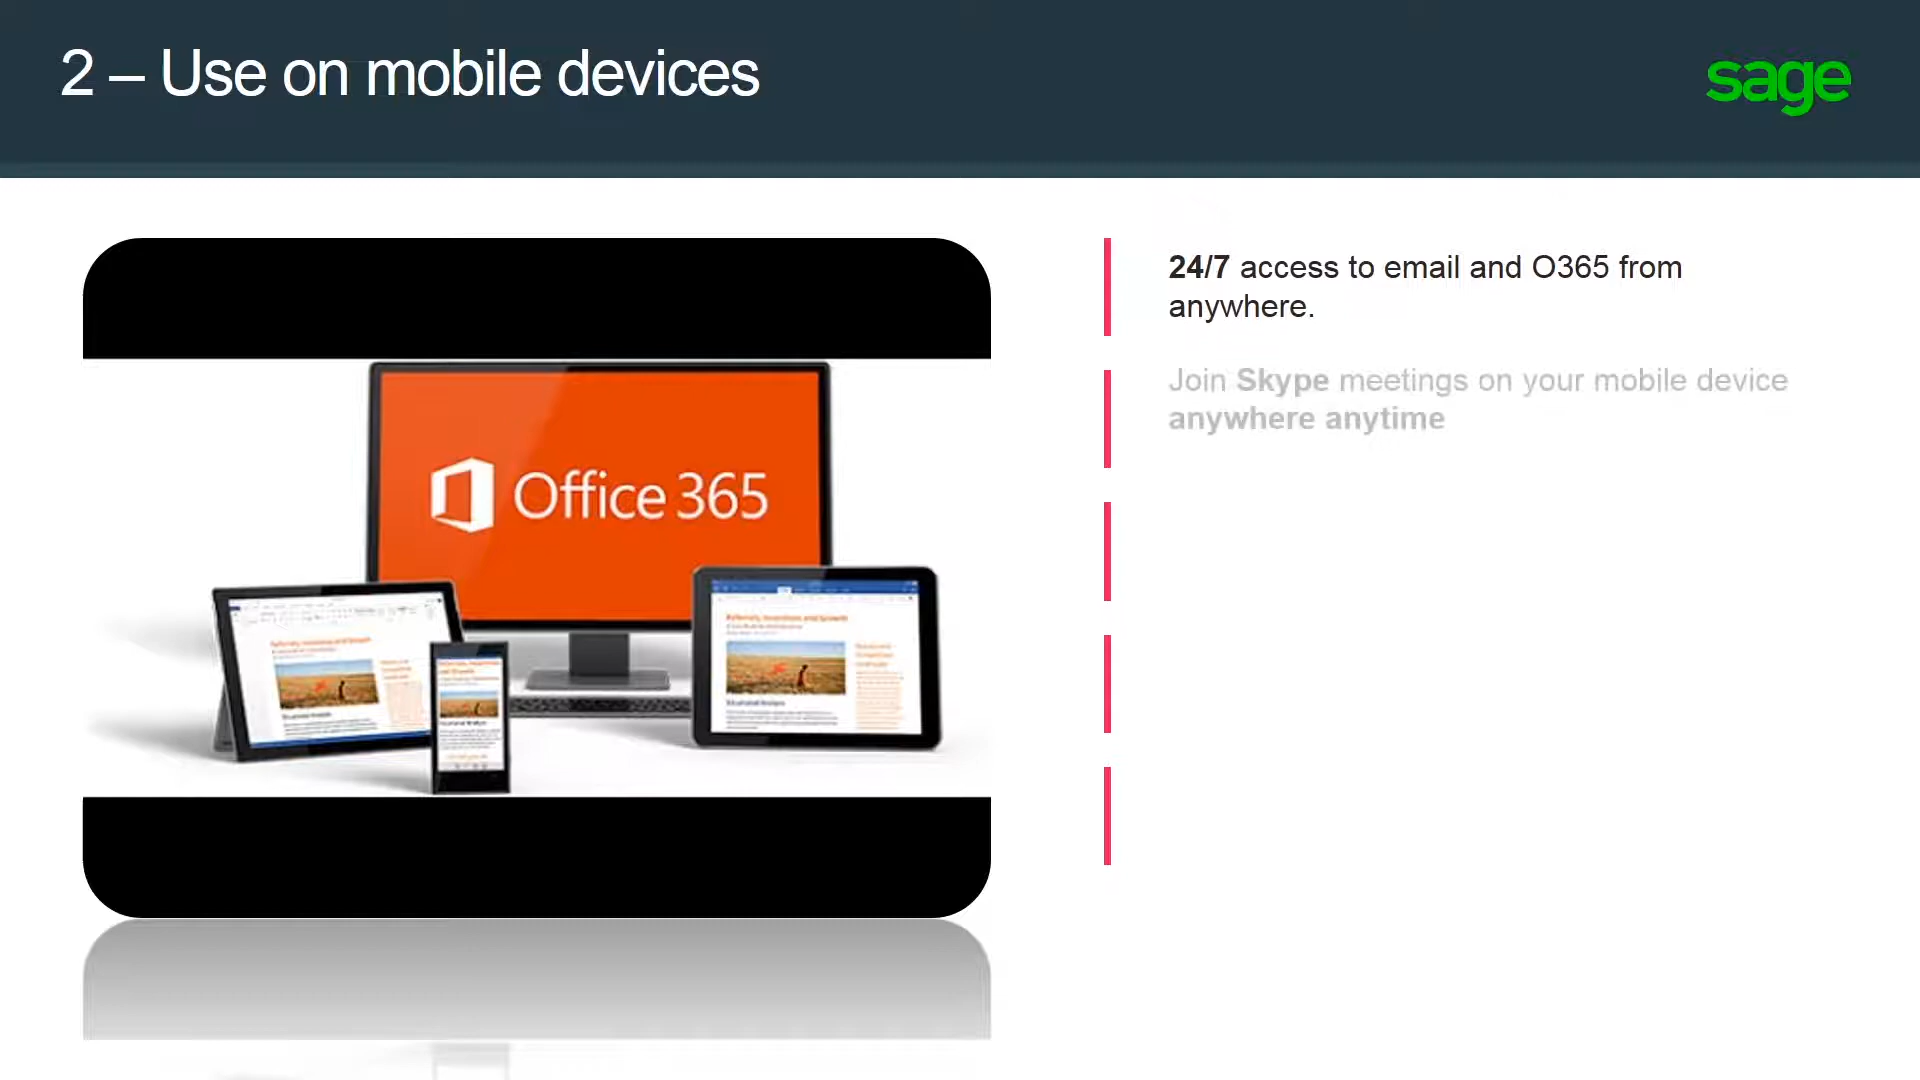 2 – Use on mobile devices
sage
24/7 access to email and O365 from
anywhere.
Join Skype meetings on your mobile device
anywhere anytime
Office 365